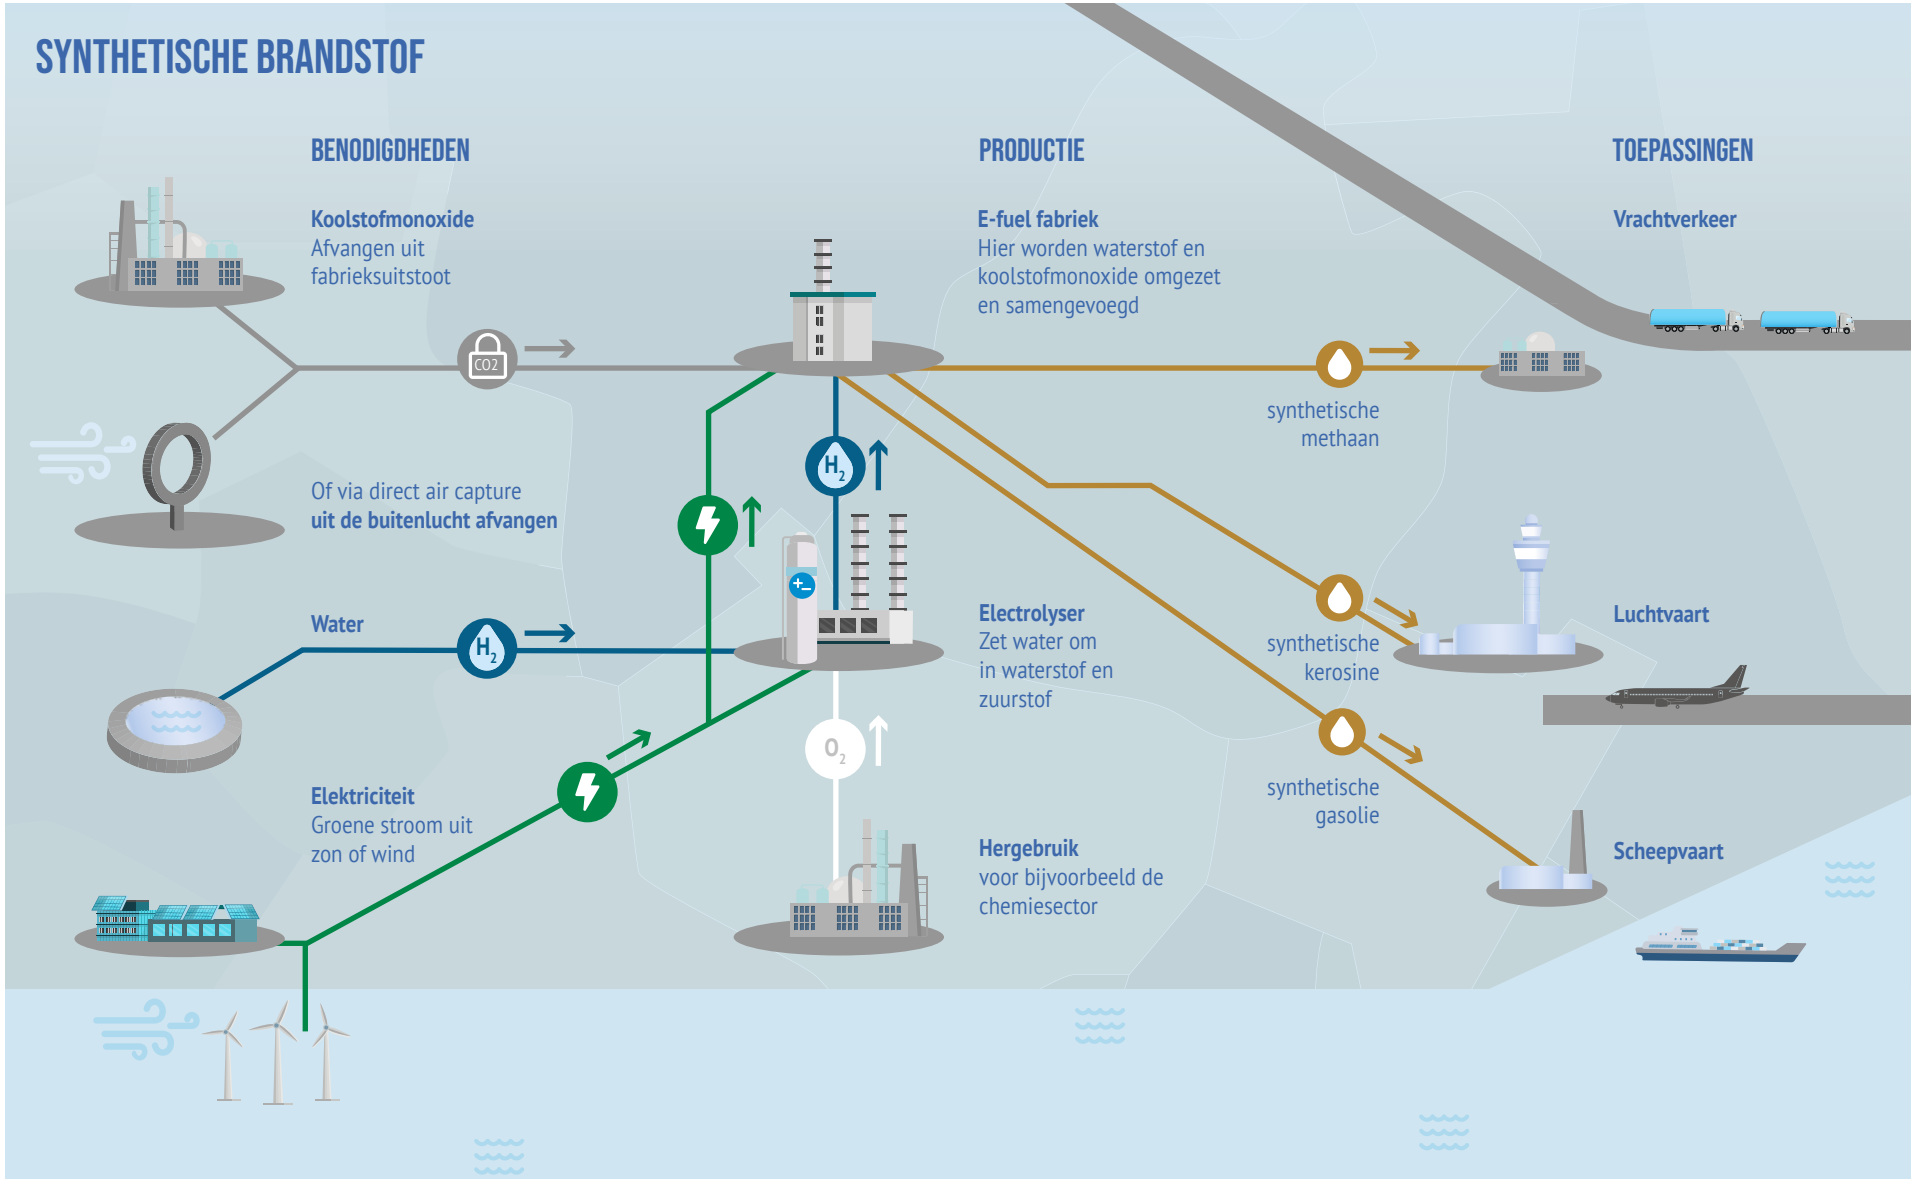 SYNTHETISCHE BRANDSTOF
BENODIGDHEDEN
Koolstofmonoxide
Afvangen uit
fabrieksuitstoot
CO2
Of via direct air capture
uit de buitenlucht afvangen
Water
H2
Elektriciteit
Groene stroom uit
zon of wind
PRODUCTIE
E-fuel fabriek
Hier worden waterstof en
koolstofmonoxide omgezet
en samengevoegd
H2
+−
Electrolyser
Zet water om
in waterstof en
zuurstof
O2
Hergebruik
voor bijvoorbeeld de
chemiesector
synthetische
methaan
synthetische
kerosine
synthetische
gasolie
TOEPASSINGEN
Vrachtverkeer
Luchtvaart
Scheepvaart